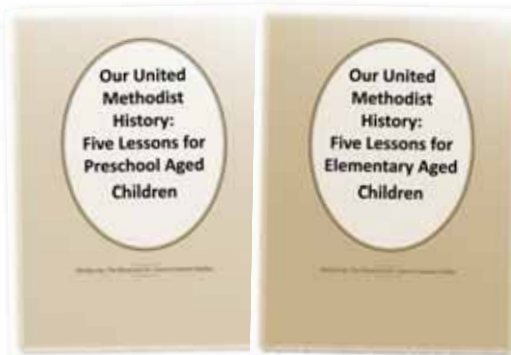 Our United
Methodist
History:
Five Lessons for
Preschool Aged
Children
Our United
Methodist
History:
Five Lessons for
Elementary Aged
Children